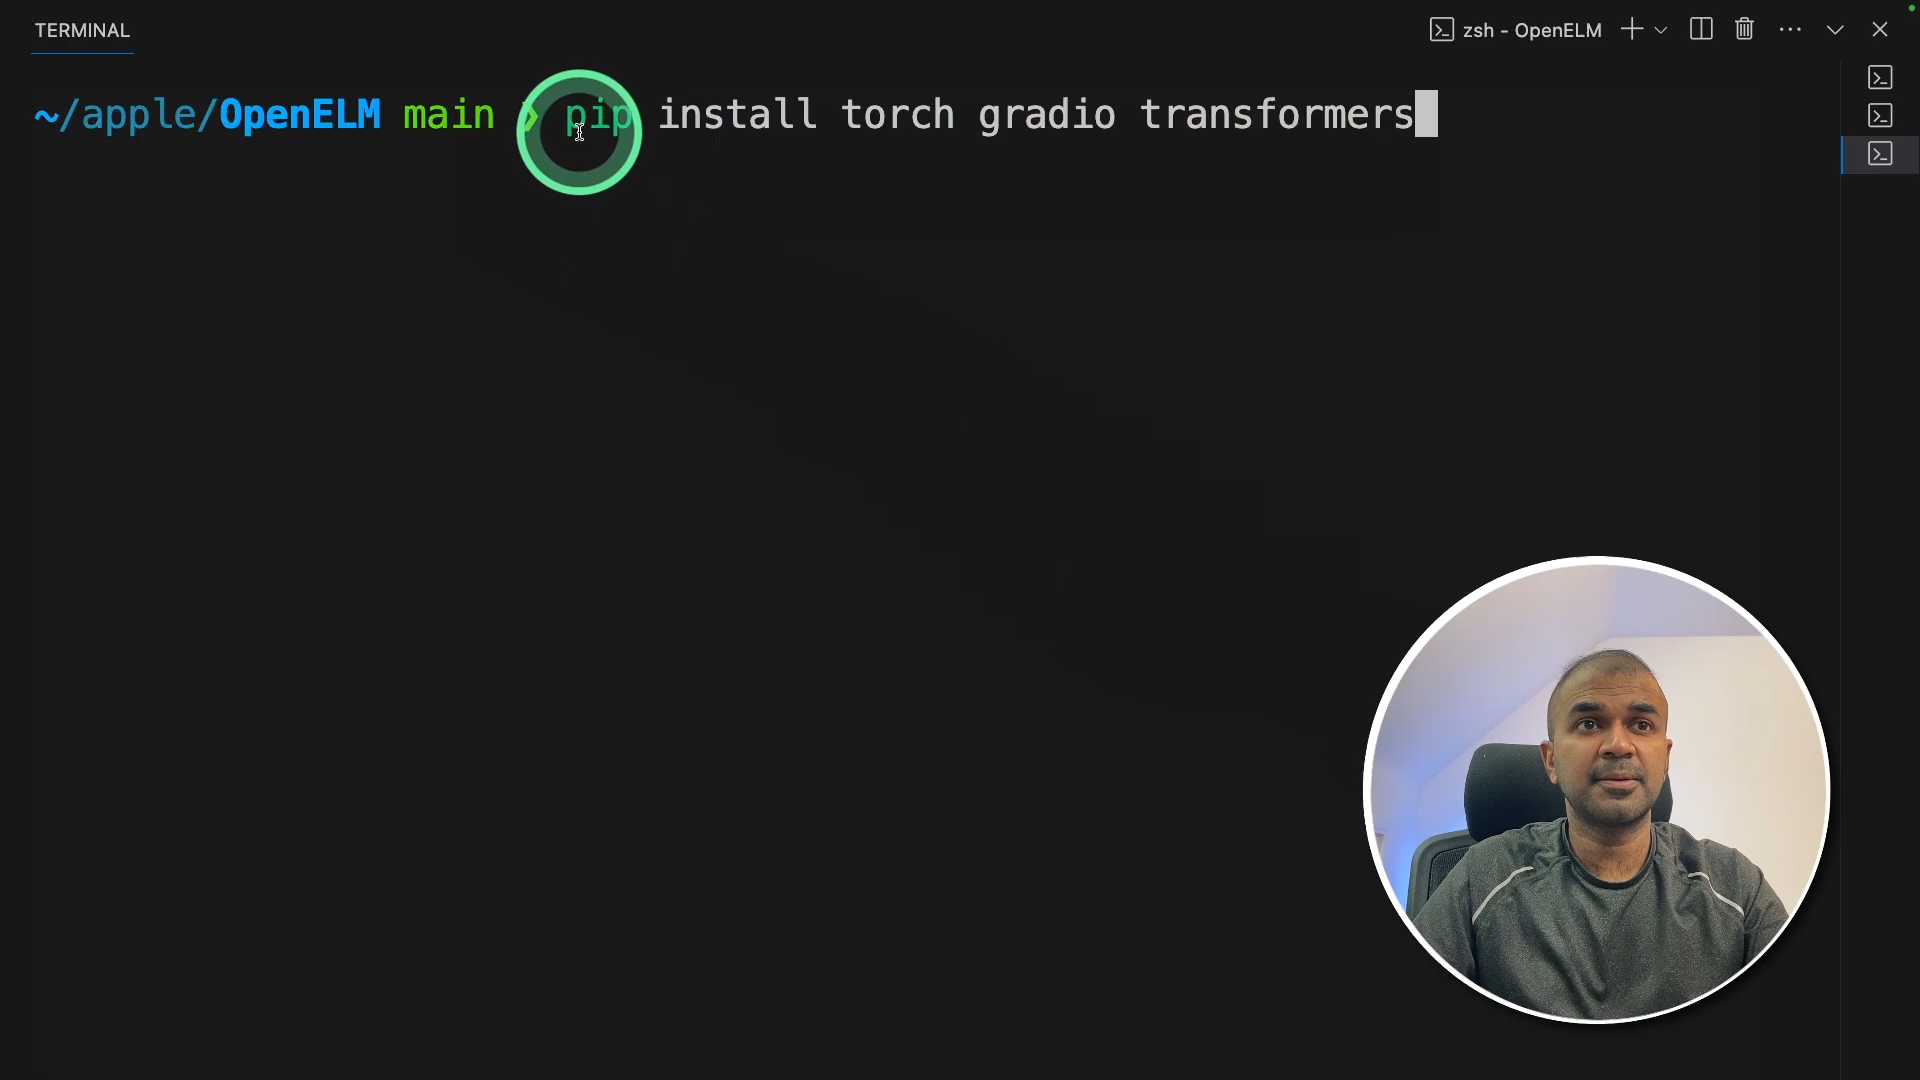 TERMINAL
zsh - OpenELM
~/apple/OpenELM main ❯ pip install torch gradio transformers